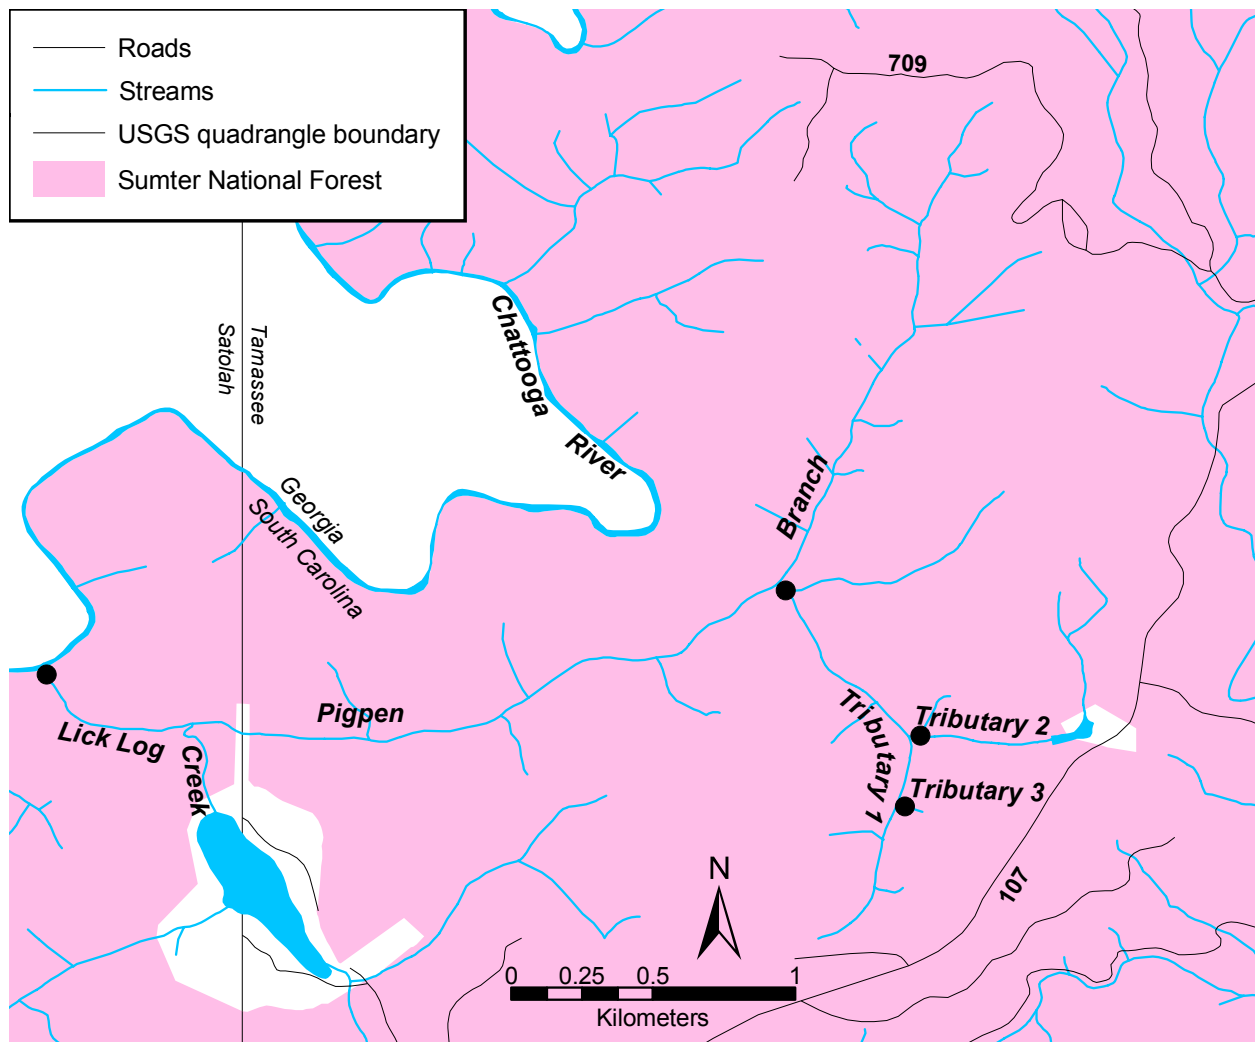 Roads
Streams
USGS quadrangle boundary
Sumter National Forest
709
Chattooga
River
Tamassee
Satolah
Georgia
South Carolina
Branch
Pigpen
Lick Log
Creek
Tributary 1
Tributary 2
Tributary 3
107
N
0 0.25 0.5 1
Kilometers